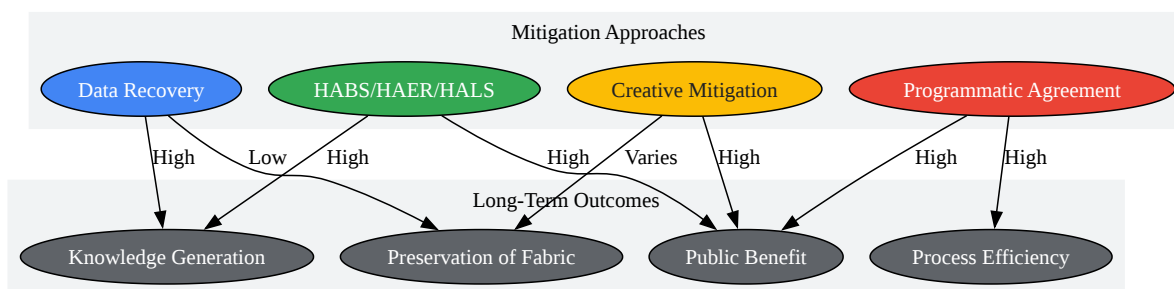 Mitigation Approaches
Data Recovery
HABS/HAER/HALS
Creative Mitigation
Programmatic Agreement
High
Low
High
High
Varies
High
High
High
Long-Term Outcomes
Knowledge Generation
Preservation of Fabric
Public Benefit
Process Efficiency